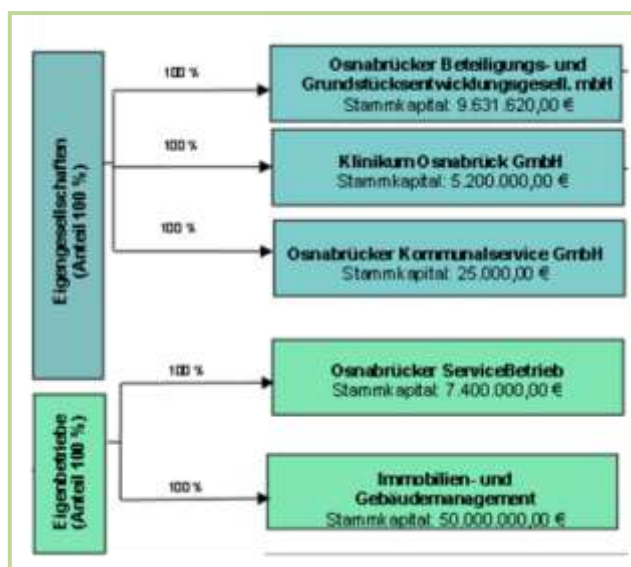 Eigengesellschaften
(Anteil 100 %)
100 %
Osnabrücker Beteiligungs- und
Grundstücksentwicklungsgesell. mbH
Stammkapital: 9.631.620,00 €
100 %
Klinikum Osnabrück GmbH
Stammkapital: 5.200.000,00 €
100 %
Osnabrücker Kommunalservice GmbH
Stammkapital: 25.000,00 €
Eigenbetriebe
(Anteil 100 %)
100 %
Osnabrücker ServiceBetrieb
Stammkapital: 7.400.000,00 €
100 %
Immobilien- und
Gebäudemanagement
Stammkapital: 50.000.000,00 €